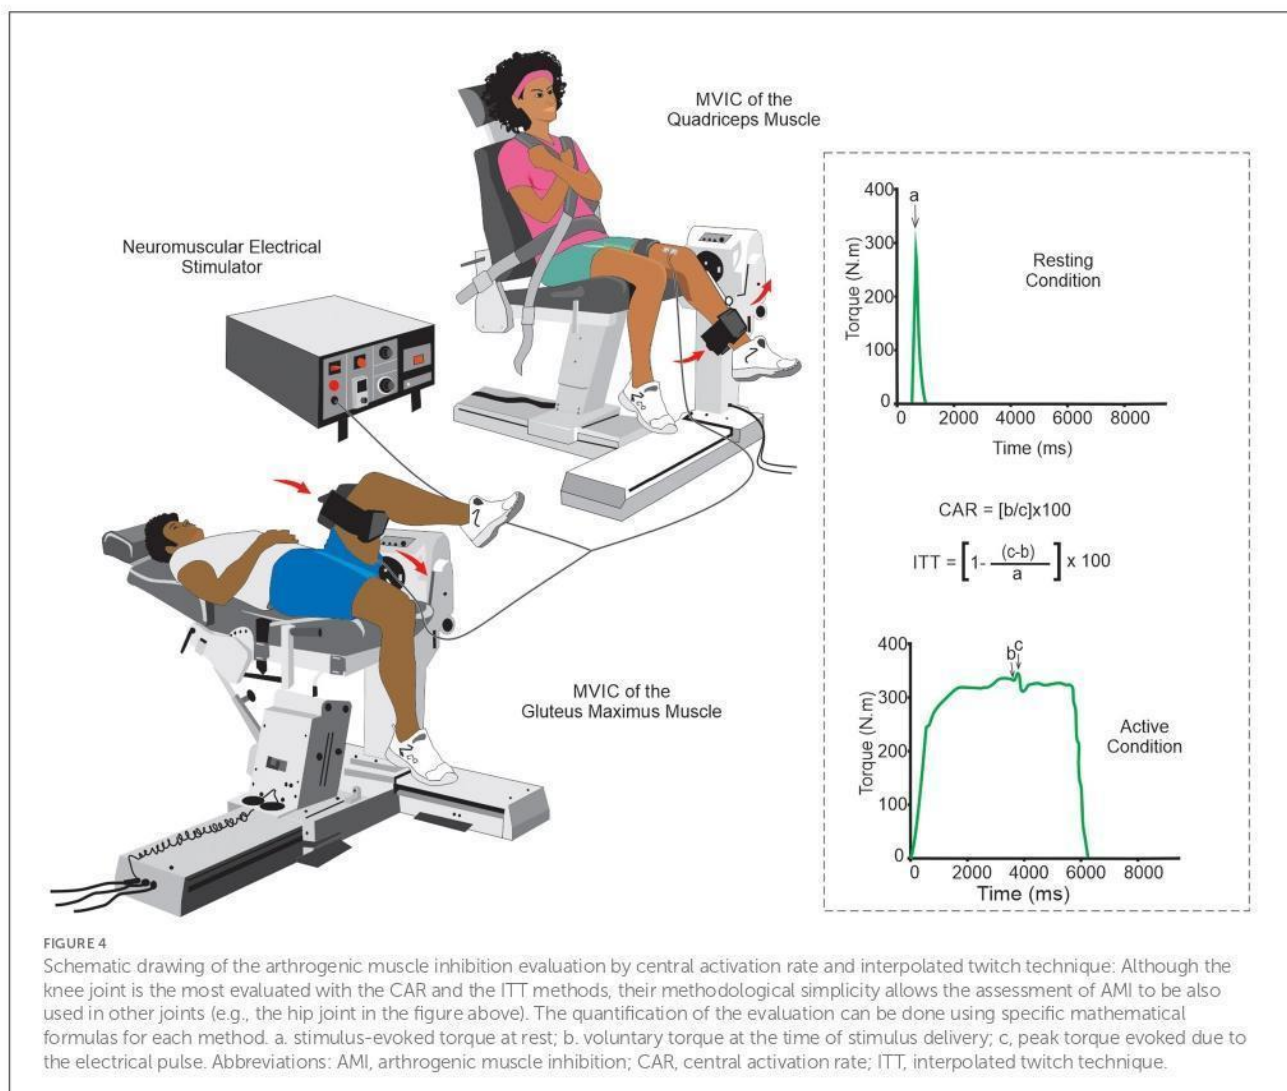 MVIC of the
Quadriceps Muscle
Neuromuscular Electrical
Stimulator
MVIC of the
Gluteus Maximus Muscle
400
300
200
100
0
Torque (N.m)
a
Resting
Condition
0 2000 4000 6000 8000
Time (ms)
CAR = [b/c]x100
ITT = [1- (c-b)/a] x 100
400
300
200
100
0
Torque (N.m)
b c
Active
Condition
0 2000 4000 6000 8000
Time (ms)
FIGURE 4
Schematic drawing of the arthrogenic muscle inhibition evaluation by central activation rate and interpolated twitch technique: Although the
knee joint is the most evaluated with the CAR and the ITT methods, their methodological simplicity allows the assessment of AMI to be also
used in other joints (e.g., the hip joint in the figure above). The quantification of the evaluation can be done using specific mathematical
formulas for each method. a. stimulus-evoked torque at rest; b. voluntary torque at the time of stimulus delivery; c, peak torque evoked due to
the electrical pulse. Abbreviations: AMI, arthrogenic muscle inhibition; CAR, central activation rate; ITT, interpolated twitch technique.